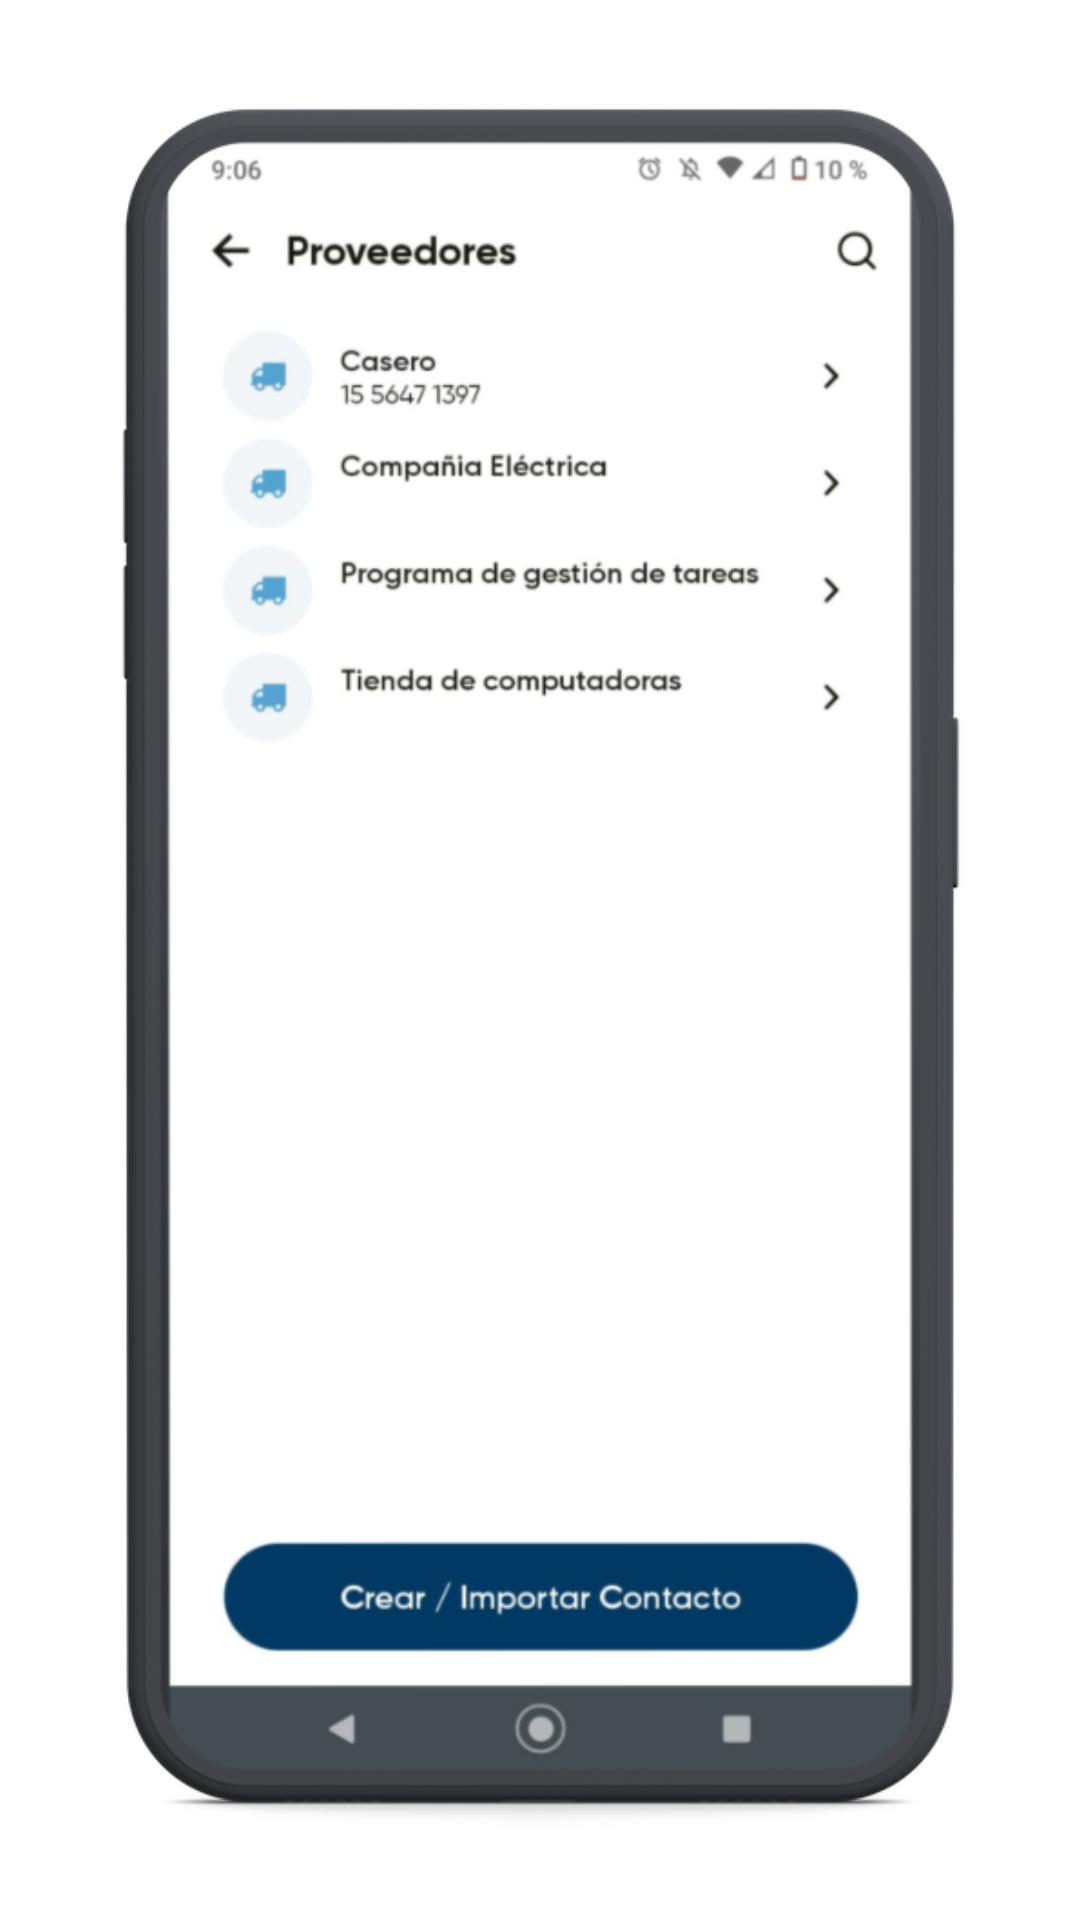 9:06
10 %
Proveedores
Casero
15 5647 1397
Compañia Eléctrica
Programa de gestión de tareas
Tienda de computadoras
Crear / Importar Contacto